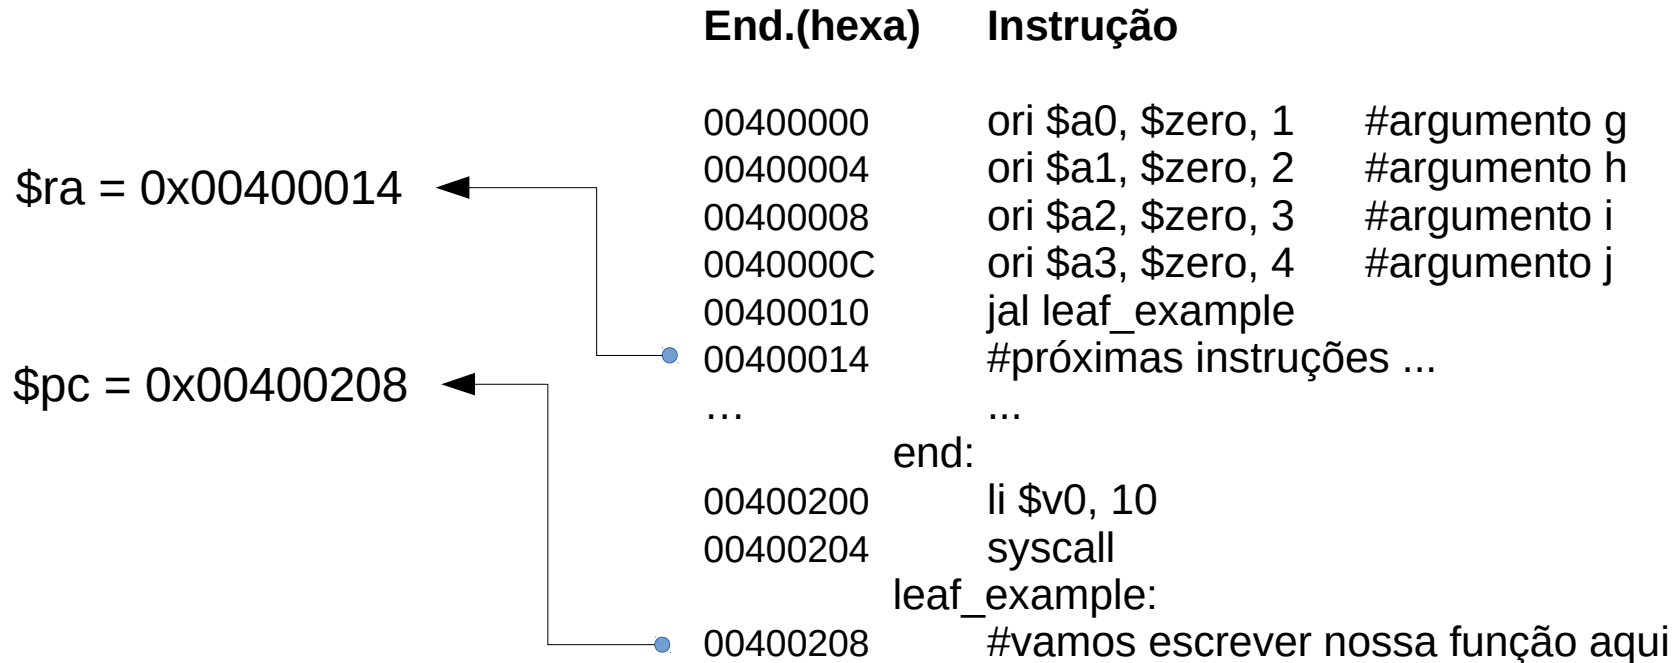 End.(hexa) Instrução
00400000 ori $a0, $zero, 1 #argumento g
00400004 ori $a1, $zero, 2 #argumento h
$ra = 0x00400014
00400008 ori $a2, $zero, 3 #argumento i
0040000C ori $a3, $zero, 4 #argumento j
00400010 jal leaf_example
00400014 #próximas instruções ...
$pc = 0x00400208
... ...
end:
00400200 li $v0, 10
00400204 syscall
leaf_example:
00400208 #vamos escrever nossa função aqui